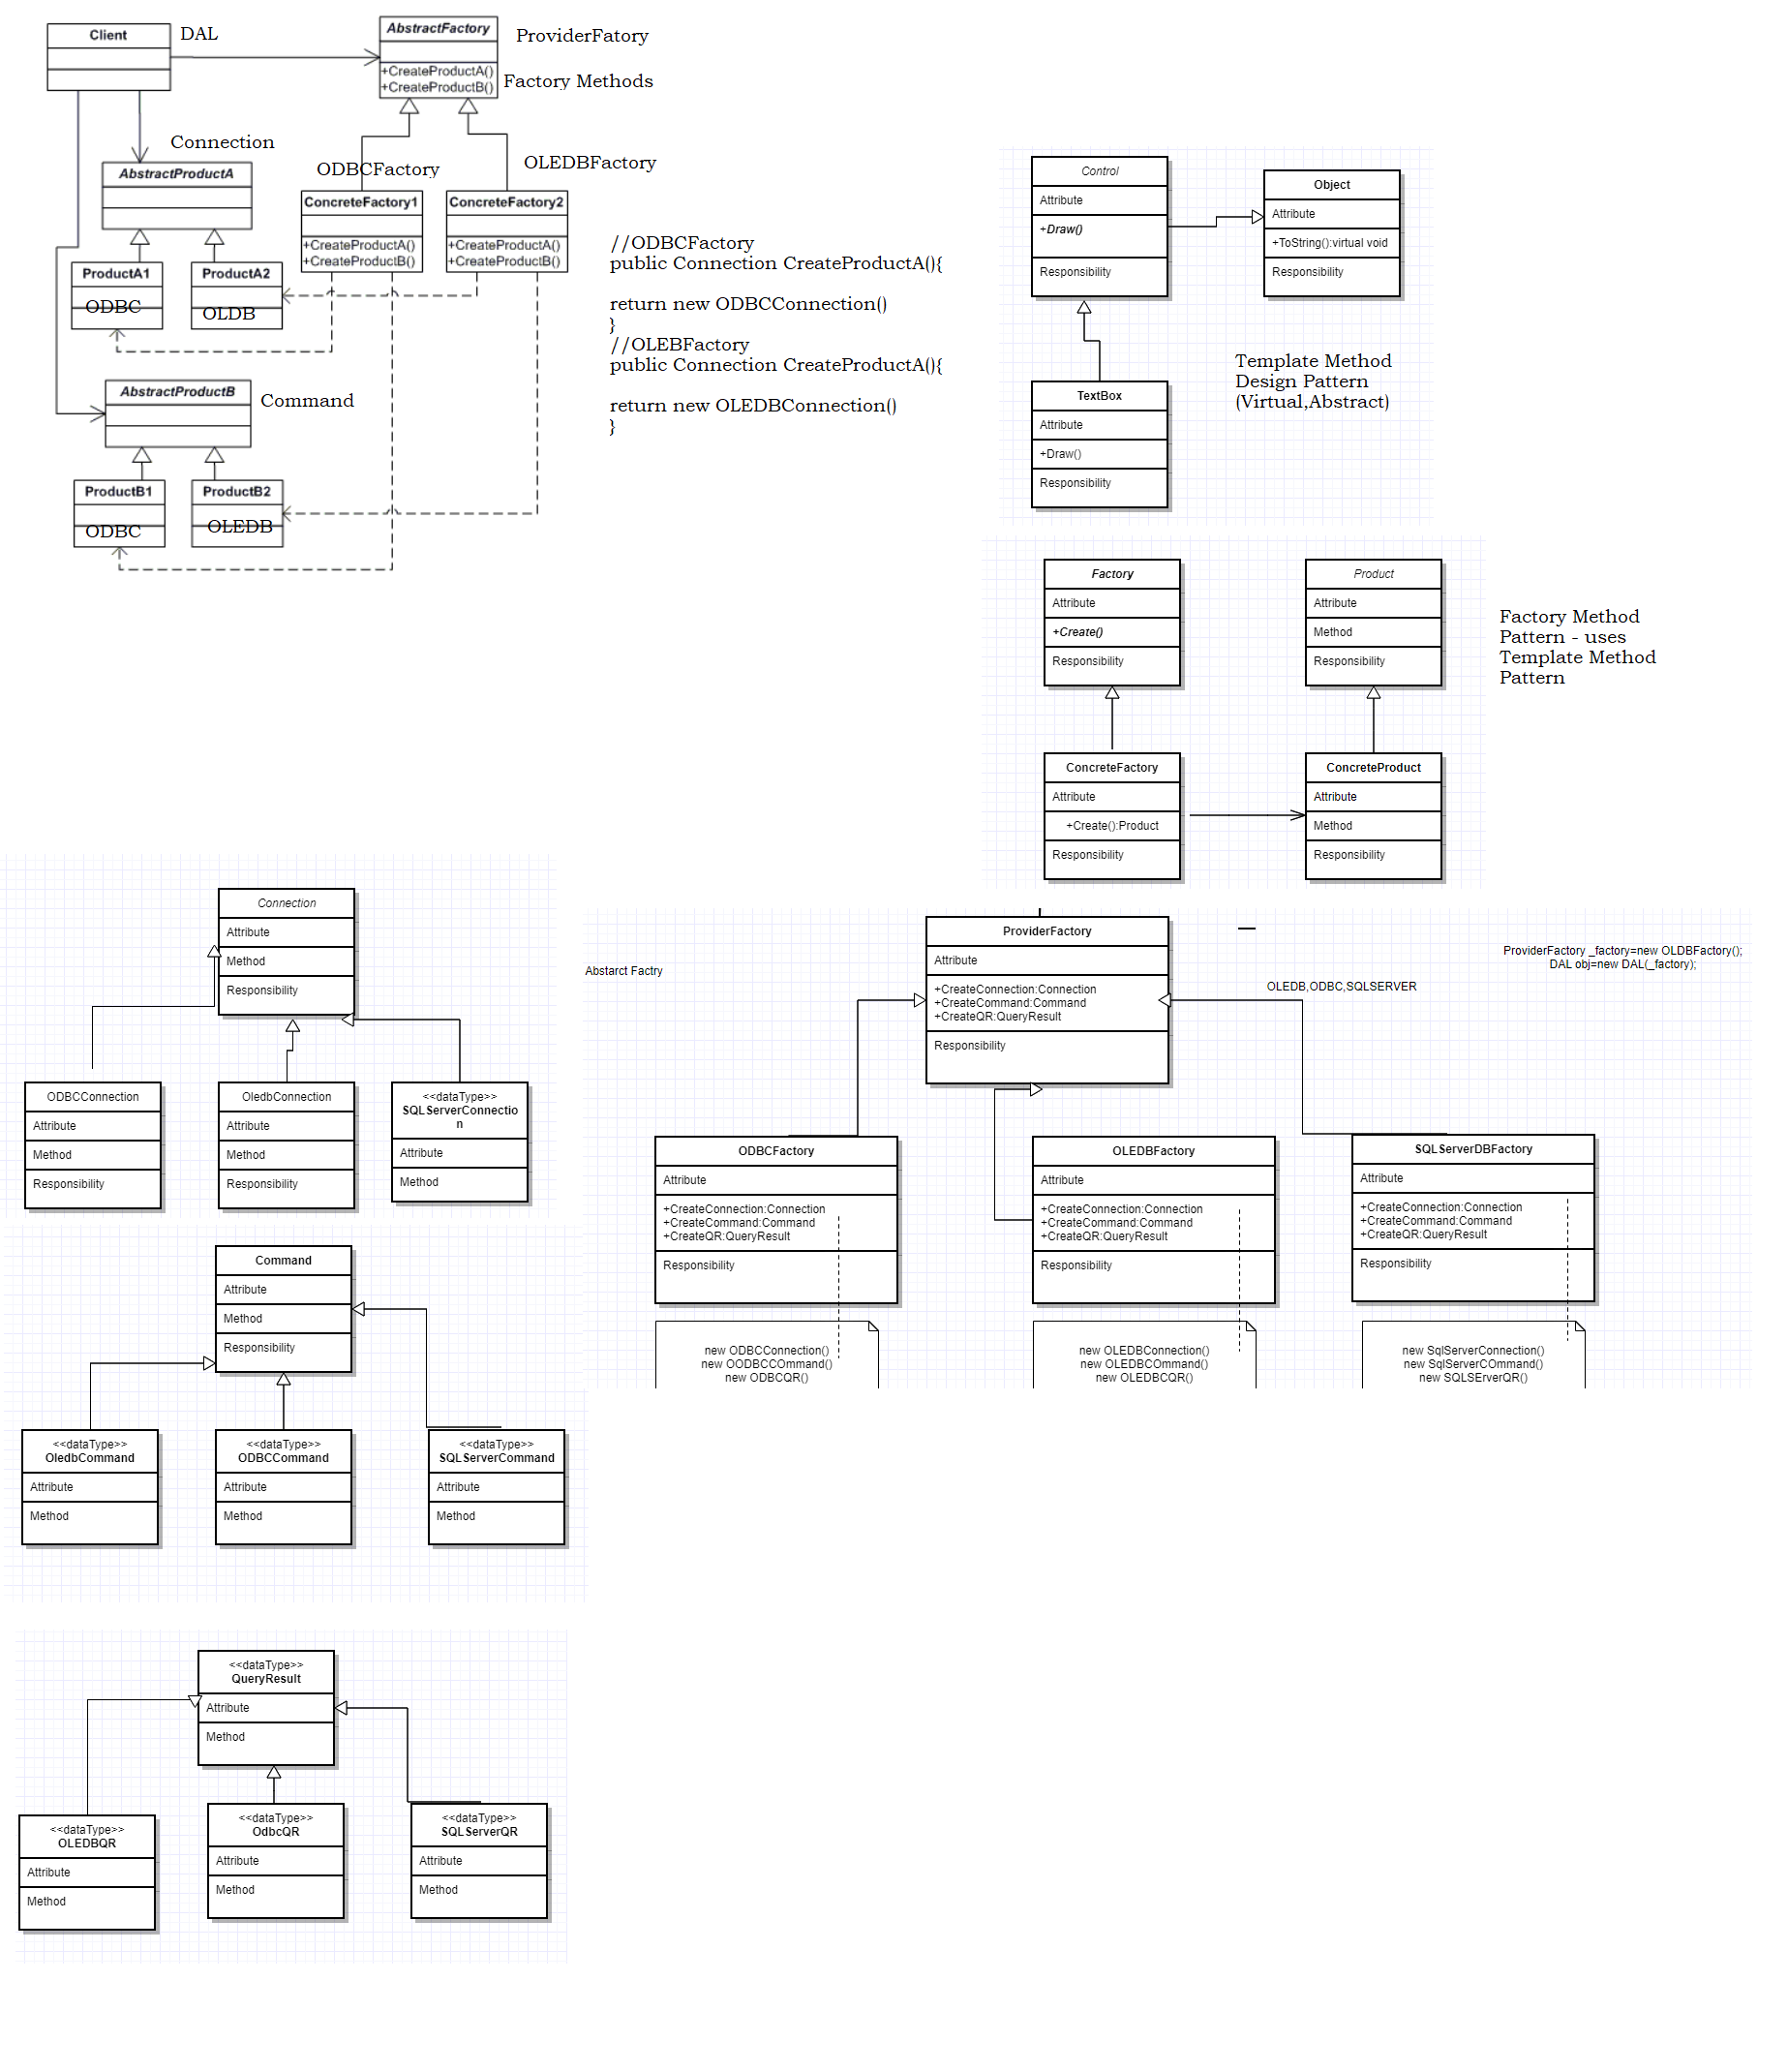 Client
DAL
AbstractFactory
ProviderFatory
+CreateProductA()
+CreateProductB()
Factory Methods
Connection
AbstractProductA
ODBCFactory
OLEDBFactory
ConcreteFactory1
+CreateProductA()
+CreateProductB()
ConcreteFactory2
+CreateProductA()
+CreateProductB()
ProductA1
ODBC
ProductA2
OLDB
AbstractProductB
Command
ProductB1
ODBC
ProductB2
OLEDB
//ODBCFactory
public Connection CreateProductA(){
return new ODBCConnection()
}
//OLEBFactory
public Connection CreateProductA(){
return new OLEDBConnection()
}
Control
Attribute
+Draw()
Responsibility
Object
Attribute
+ToString():virtual void
Responsibility
TextBox
Attribute
+Draw()
Responsibility
Template Method
Design Pattern
(Virtual,Abstract)
Factory
Attribute
+Create()
Responsibility
Product
Attribute
Method
Responsibility
Factory Method
Pattern - uses
Template Method
Pattern
ConcreteFactory
Attribute
+Create():Product
Responsibility
ConcreteProduct
Attribute
Method
Responsibility
Connection
Attribute
Method
Responsibility
ODBCConnection
Attribute
Method
Responsibility
OledbConnection
Attribute
Method
Responsibility
<<dataType>>
SQLServerConnectio
n
Attribute
Method
Abstarct Factry
ProviderFactory
Attribute
+CreateConnection:Connection
+CreateCommand:Command
+CreateQR:QueryResult
Responsibility
ProviderFactory _factory=new OLDBFactory();
DAL obj=new DAL(_factory);
OLEDB,ODBC,SQLSERVER
ODBCFactory
Attribute
+CreateConnection:Connection
+CreateCommand:Command
+CreateQR:QueryResult
Responsibility
OLEDBFactory
Attribute
+CreateConnection:Connection
+CreateCommand:Command
+CreateQR:QueryResult
Responsibility
SQLServerDBFactory
Attribute
+CreateConnection:Connection
+CreateCommand:Command
+CreateQR:QueryResult
Responsibility
new ODBCConnection()
new OODBCCOmmand()
new ODBCQR()
new OLEDBConnection()
new OLEDBCOmmand()
new OLEDBCQR()
new SqlServerConnection()
new SqlServerCOmmand()
new SQLSErverQR()
Command
Attribute
Method
Responsibility
<<dataType>>
OledbCommand
Attribute
Method
<<dataType>>
ODBCCommand
Attribute
Method
<<dataType>>
SQLServerCommand
Attribute
Method
<<dataType>>
QueryResult
Attribute
Method
<<dataType>>
OLEDBQR
Attribute
Method
<<dataType>>
OdbcQR
Attribute
Method
<<dataType>>
SQLServerQR
Attribute
Method